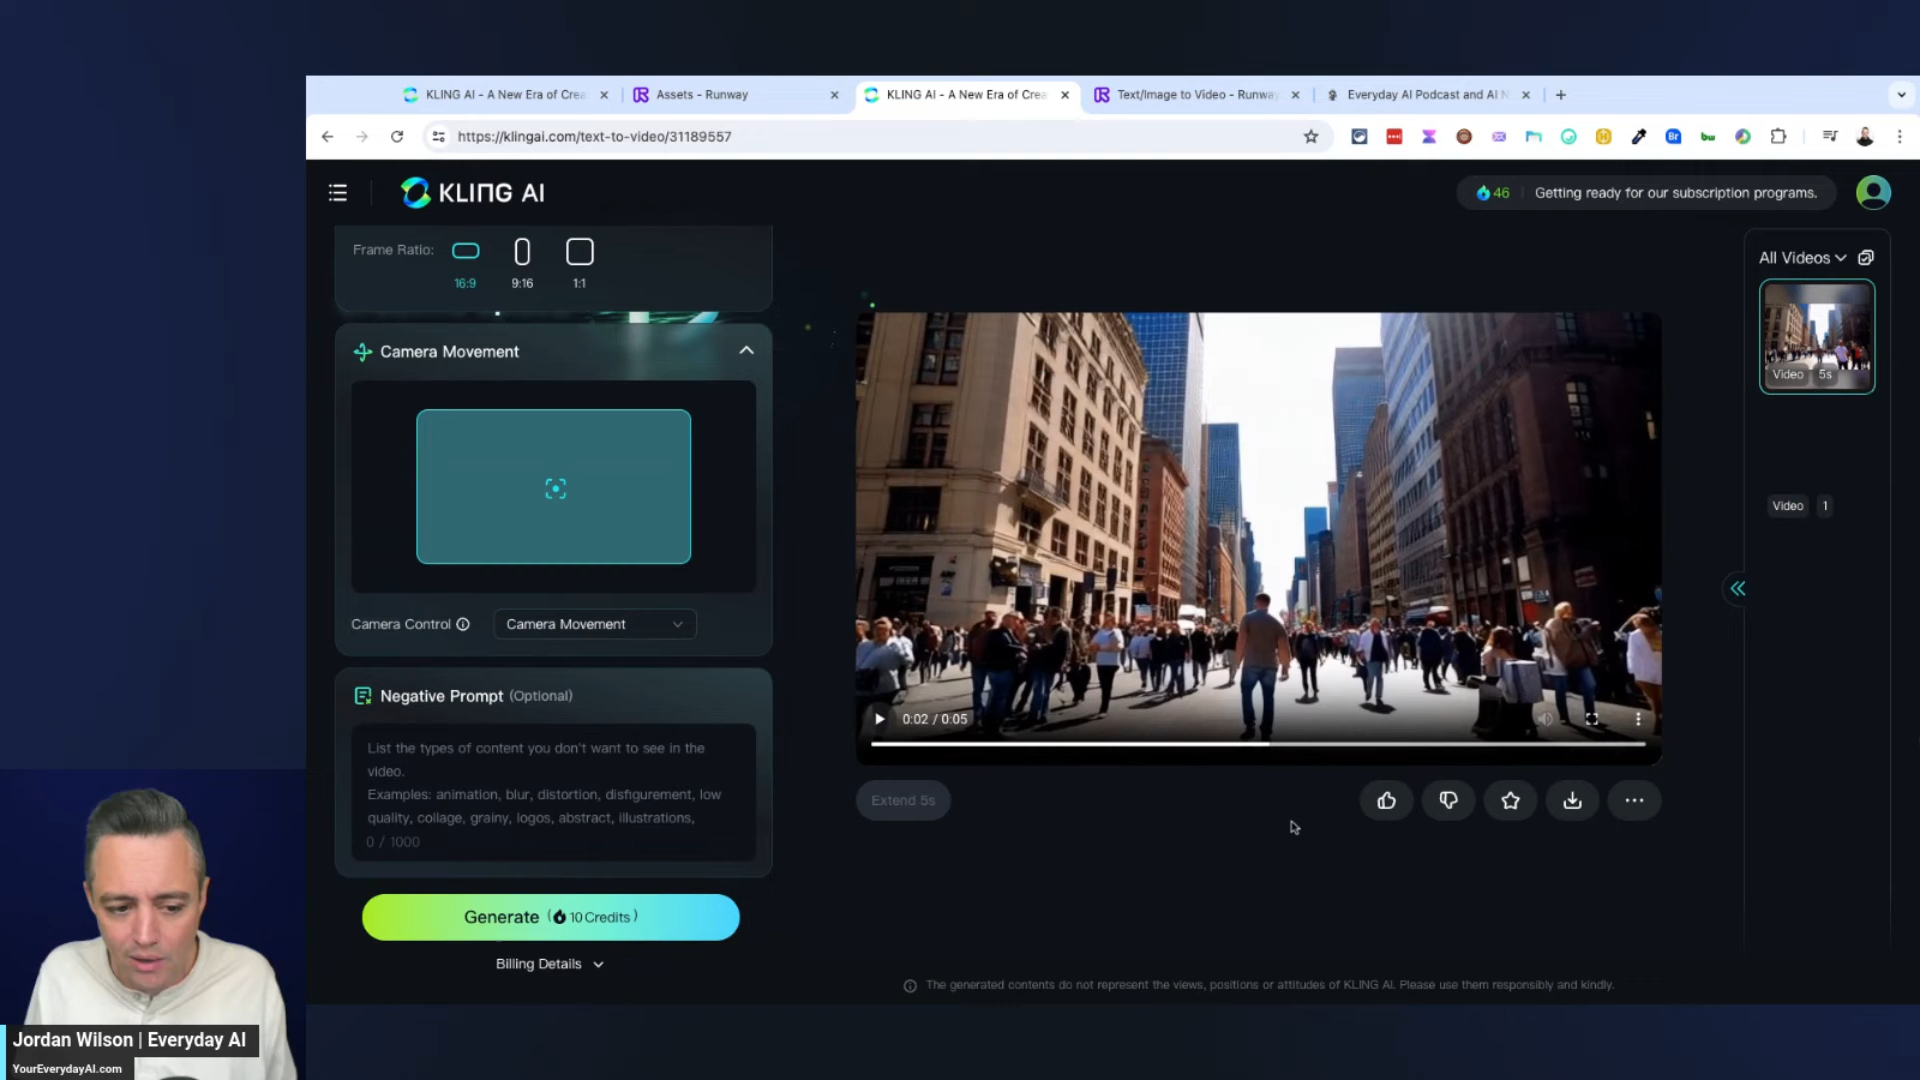 KLING AI - A New Era of Crea
Assets - Runway
KLING AI - A New Era of Crea
Text/Image to Video - Runway
Everyday AI Podcast and AI N
https://klingai.com/text-to-video/31189557
KLING AI
46
Getting ready for our subscription programs.
Frame Ratio:
16:9
9:16
1:1
All Videos
Video 5s
Camera Movement
Video 1
Camera Control
Camera Movement
Negative Prompt (Optional)
List the types of content you don't want to see in the
video.
Examples: animation, blur, distortion, disfigurement, low
quality, collage, grainy, logos, abstract, illustrations,
0 / 1000
0:02 / 0:05
Extend 5s
Generate ( 10 Credits )
Billing Details
The generated contents do not represent the views, positions or attitudes of KLING AI. Please use them responsibly and kindly.
Jordan Wilson | Everyday AI
YourEverydayAI.com